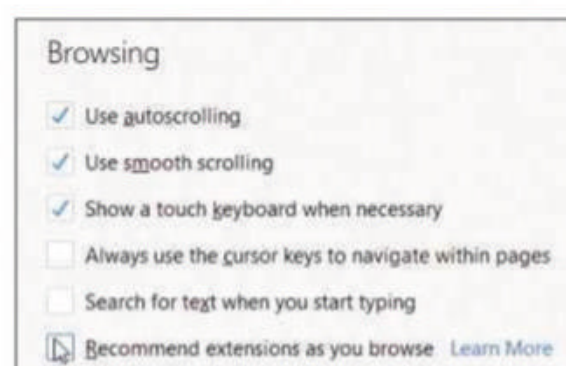 Browsing
Use autoscrolling
Use smooth scrolling
Show a touch keyboard when necessary
Always use the cursor keys to navigate within pages
Search for text when you start typing
Recommend extensions as you browse Learn More